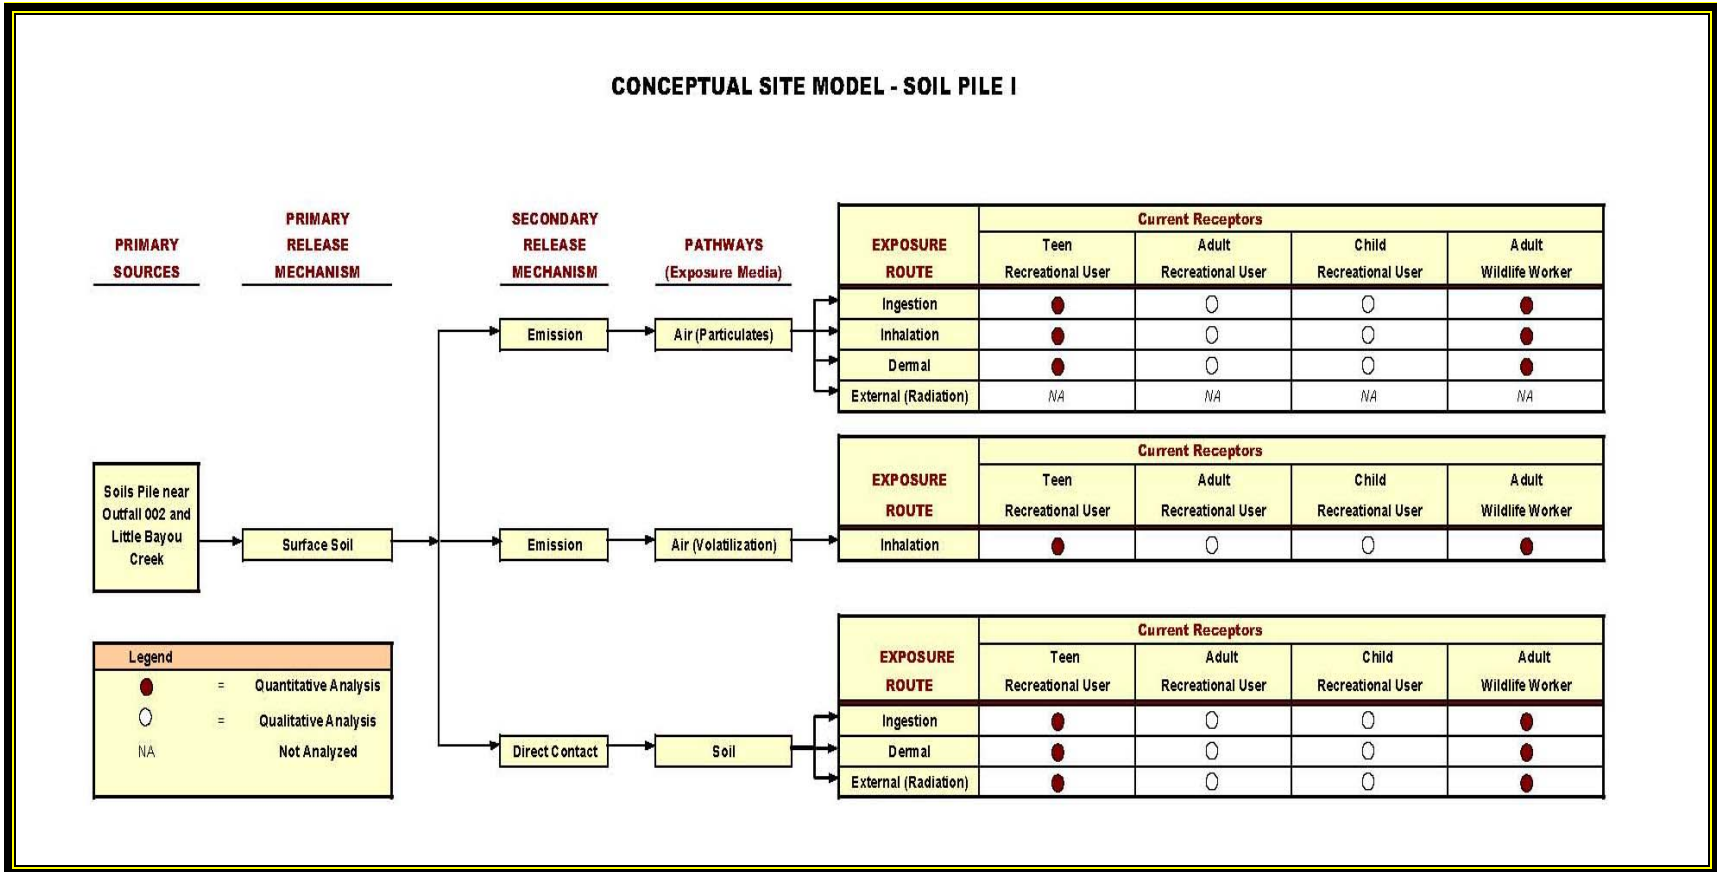 CONCEPTUAL SITE MODEL - SOIL PILE I
PRIMARY
SOURCES
PRIMARY
RELEASE
MECHANISM
SECONDARY
RELEASE
MECHANISM
PATHWAYS
(Exposure Media)
Soils Pile near
Outfall 002 and
Little Bayou
Creek
Surface Soil
Emission
Air (Particulates)
EXPOSURE
ROUTE
Current Receptors
Teen
Recreational User
Adult
Recreational User
Child
Recreational User
Adult
Wildlife Worker
Ingestion
Inhalation
Dermal
External (Radiation) NA NA NA NA
Emission
Air (Volatilization)
EXPOSURE
ROUTE
Current Receptors
Teen
Recreational User
Adult
Recreational User
Child
Recreational User
Adult
Wildlife Worker
Inhalation
Direct Contact
Soil
EXPOSURE
ROUTE
Current Receptors
Teen
Recreational User
Adult
Recreational User
Child
Recreational User
Adult
Wildlife Worker
Ingestion
Dermal
External (Radiation)
Legend
= Quantitative Analysis
= Qualitative Analysis
NA Not Analyzed